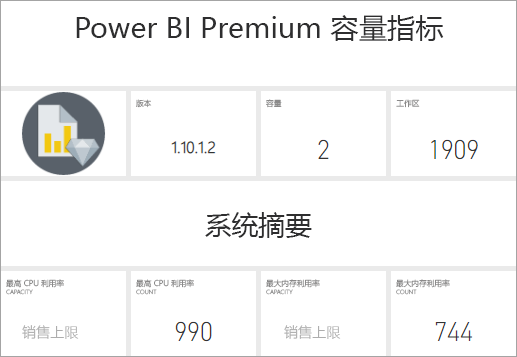 Power BI Premium 容量指标
版本
容量
工作区
1.10.1.2
2
1909
系统摘要
最高 CPU 利用率
CAPACITY
最高 CPU 利用率
COUNT
最大内存利用率
CAPACITY
最大内存利用率
COUNT
销售上限
990
销售上限
744